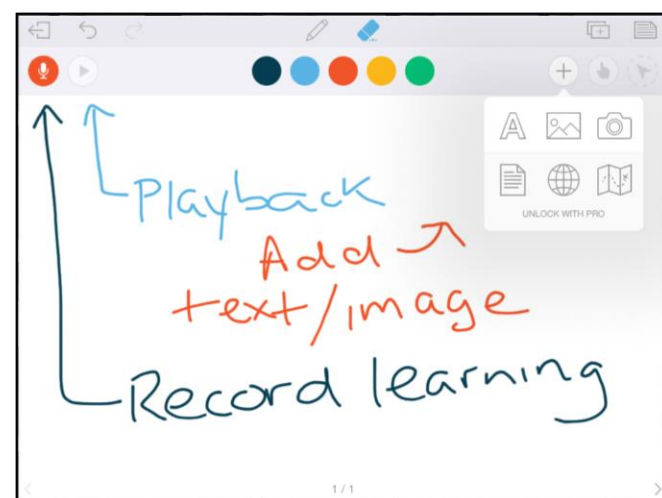 A
UNLOCK WITH PRO
Playback
Add
text/image
Record learning
1/1